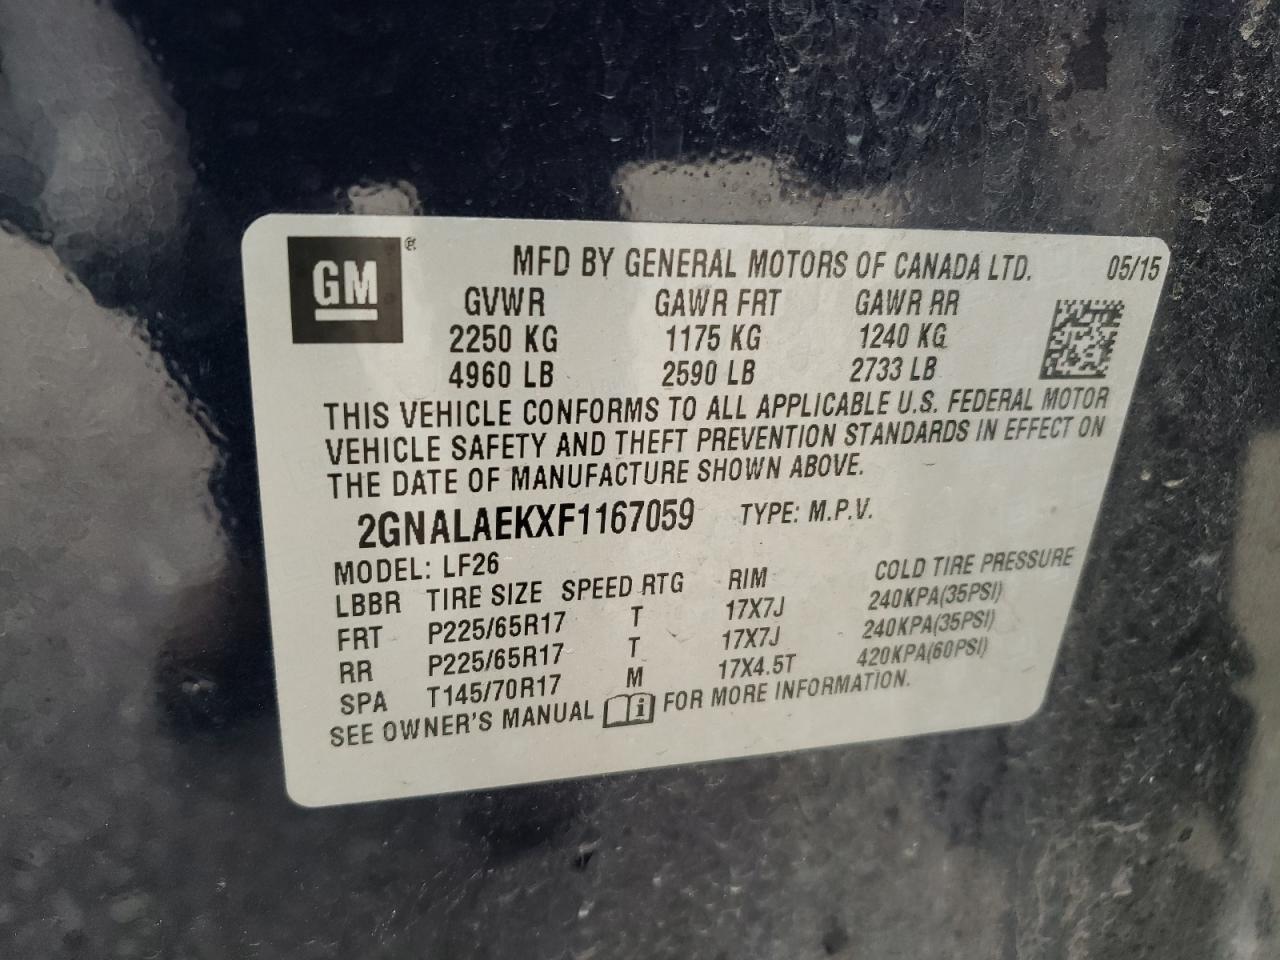 GM ® MFD BY GENERAL MOTORS OF CANADA LTD. 05/15
GVWR GAWR FRT GAWR RR
2250 KG 1175 KG 1240 KG
4960 LB 2590 LB 2733 LB
THIS VEHICLE CONFORMS TO ALL APPLICABLE U.S. FEDERAL MOTOR
VEHICLE SAFETY AND THEFT PREVENTION STANDARDS IN EFFECT ON
THE DATE OF MANUFACTURE SHOWN ABOVE.
2GNALAEKXF1167059 TYPE: M.P.V.
MODEL: LF26
LBBR TIRE SIZE SPEED RTG RIM COLD TIRE PRESSURE
FRT P225/65R17 T 17X7J 240KPA(35PSI)
RR P225/65R17 T 17X7J 240KPA(35PSI)
SPA T145/70R17 M 17X4.5T 420KPA(60PSI)
SEE OWNER'S MANUAL i FOR MORE INFORMATION.